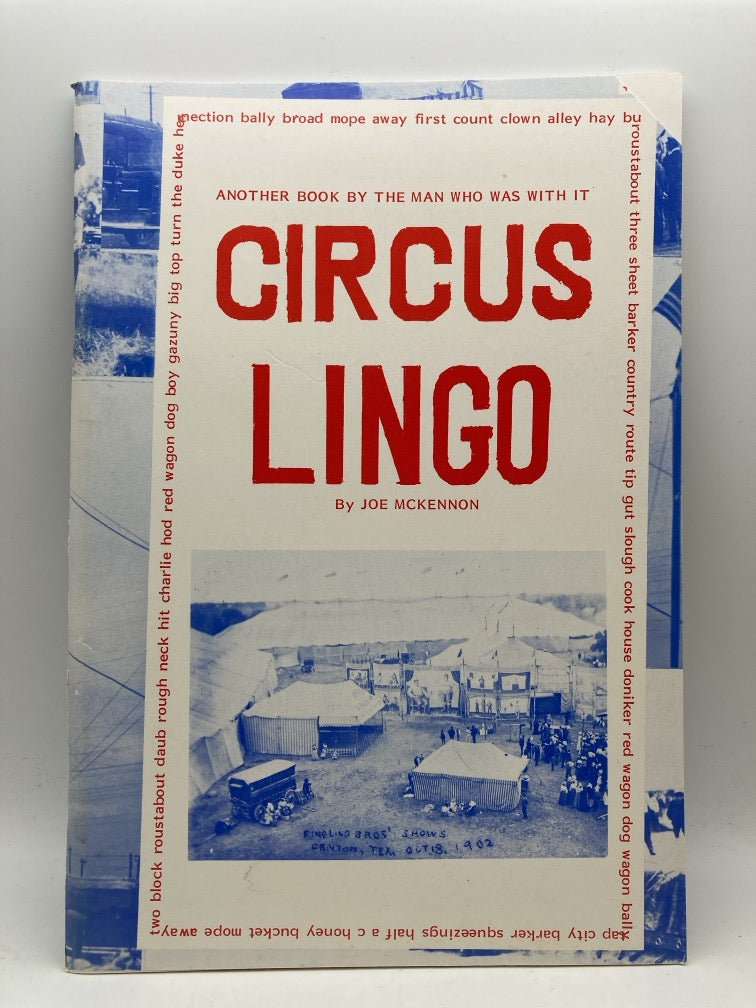 nection bally broad mope away first count clown alley hay bu
roustabout three sheet barker country route tip gut slough cook house doniker red wagon dog wagon bally
zap city barker squeezings half a c honey bucket mope away
two block roustabout daub rough neck hit charlie hod red wagon dog boy gazuny big top turn the duke hey
ANOTHER BOOK BY THE MAN WHO WAS WITH IT
CIRCUS
LINGO
By JOE MCKENNON
RINGLING BROS' SHOWS
DENTON, TEX, OCT 18, 1902